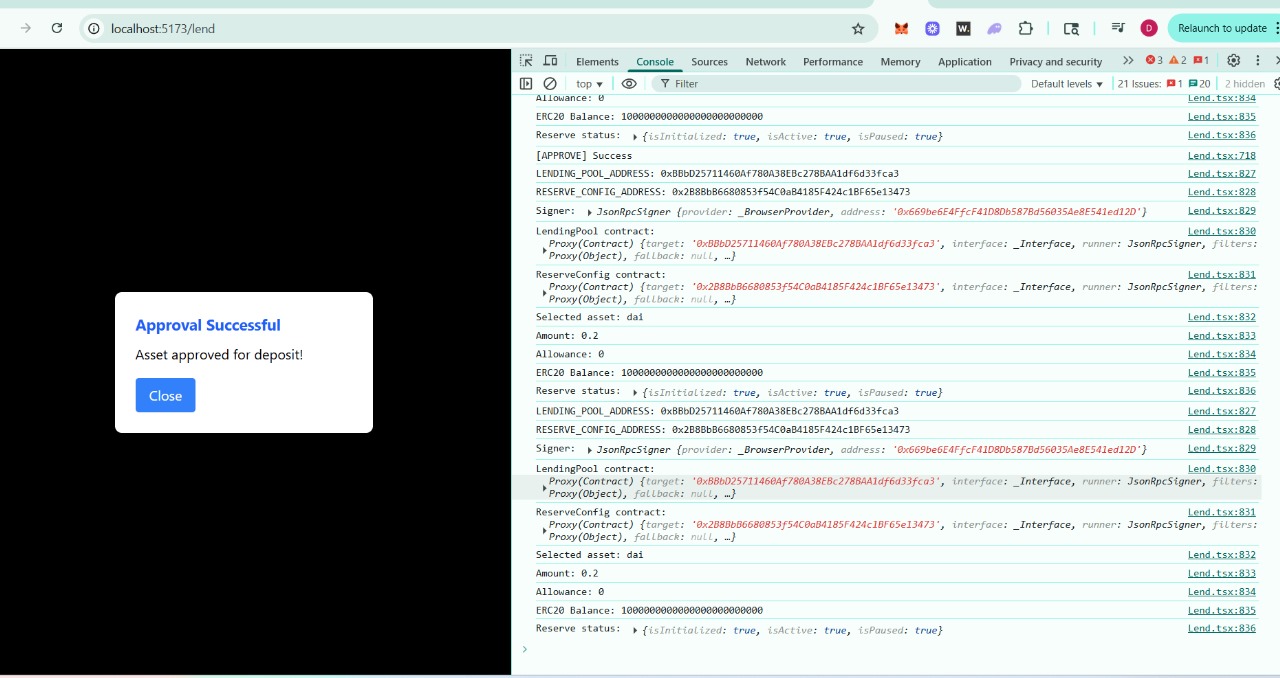 localhost:5173/lend
W.
D
Relaunch to update
Elements Console Sources Network Performance Memory Application Privacy and security 3 2 1
top Filter Default levels 21 Issues: 1 20 2 hidden
Allowance: 0 Lend.tsx:834
ERC20 Balance: 1000000000000000000000000 Lend.tsx:835
Reserve status: {isInitialized: true, isActive: true, isPaused: true} Lend.tsx:836
[APPROVE] Success Lend.tsx:718
LENDING_POOL_ADDRESS: 0xBBbD25711460Af780A38EBc278BAA1df6d33fca3 Lend.tsx:827
RESERVE_CONFIG_ADDRESS: 0x2B8BbB6680853f54C0aB4185F424c1BF65e13473 Lend.tsx:828
Signer: JsonRpcSigner {provider: _BrowserProvider, address: '0x669be6E4FfcF41D8Db587Bd56035Ae8E541ed12D'} Lend.tsx:829
LendingPool contract: Lend.tsx:830
Proxy(Contract) {target: '0xBBbD25711460Af780A38EBc278BAA1df6d33fca3', interface: _Interface, runner: JsonRpcSigner, filters:
Proxy(Object), fallback: null, …}
ReserveConfig contract: Lend.tsx:831
Proxy(Contract) {target: '0x2B8BbB6680853f54C0aB4185F424c1BF65e13473', interface: _Interface, runner: JsonRpcSigner, filters:
Proxy(Object), fallback: null, …}
Selected asset: dai Lend.tsx:832
Amount: 0.2 Lend.tsx:833
Allowance: 0 Lend.tsx:834
ERC20 Balance: 1000000000000000000000000 Lend.tsx:835
Reserve status: {isInitialized: true, isActive: true, isPaused: true} Lend.tsx:836
LENDING_POOL_ADDRESS: 0xBBbD25711460Af780A38EBc278BAA1df6d33fca3 Lend.tsx:827
RESERVE_CONFIG_ADDRESS: 0x2B8BbB6680853f54C0aB4185F424c1BF65e13473 Lend.tsx:828
Signer: JsonRpcSigner {provider: _BrowserProvider, address: '0x669be6E4FfcF41D8Db587Bd56035Ae8E541ed12D'} Lend.tsx:829
LendingPool contract: Lend.tsx:830
Proxy(Contract) {target: '0xBBbD25711460Af780A38EBc278BAA1df6d33fca3', interface: _Interface, runner: JsonRpcSigner, filters:
Proxy(Object), fallback: null, …}
ReserveConfig contract: Lend.tsx:831
Proxy(Contract) {target: '0x2B8BbB6680853f54C0aB4185F424c1BF65e13473', interface: _Interface, runner: JsonRpcSigner, filters:
Proxy(Object), fallback: null, …}
Selected asset: dai Lend.tsx:832
Amount: 0.2 Lend.tsx:833
Allowance: 0 Lend.tsx:834
ERC20 Balance: 1000000000000000000000000 Lend.tsx:835
Reserve status: {isInitialized: true, isActive: true, isPaused: true} Lend.tsx:836
Approval Successful
Asset approved for deposit!
Close